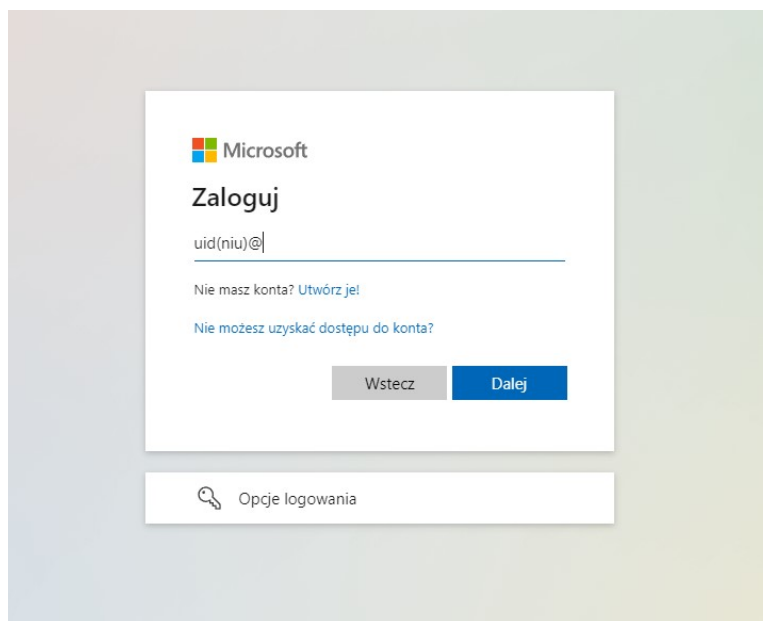 Microsoft
Zaloguj
uid(niu)@
Nie masz konta? Utwórz je!
Nie możesz uzyskać dostępu do konta?
Wstecz Dalej
Opcje logowania